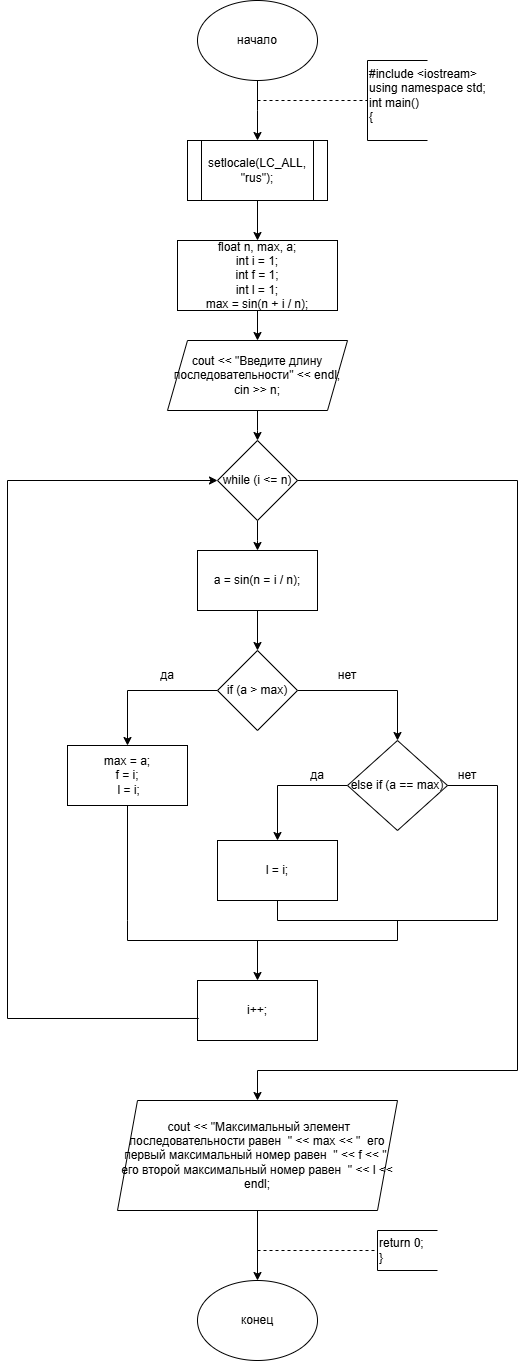 начало
#include <iostream>
using namespace std;
int main()
{
setlocale(LC_ALL,
"rus");
float n, max, a;
int i = 1;
int f = 1;
int l = 1;
max = sin(n + i / n);
cout << "Введите длину
последовательности" << endl;
cin >> n;
while (i <= n)
a = sin(n = i / n);
if (a > max)
да
нет
max = a;
f = i;
l = i;
else if (a == max)
да
нет
l = i;
i++;
cout << "Максимальный элемент
последовательности равен  " << max << "  его
первый максимальный номер равен  " << f << "
его второй максимальный номер равен  " << l <<
endl;
return 0;
}
конец